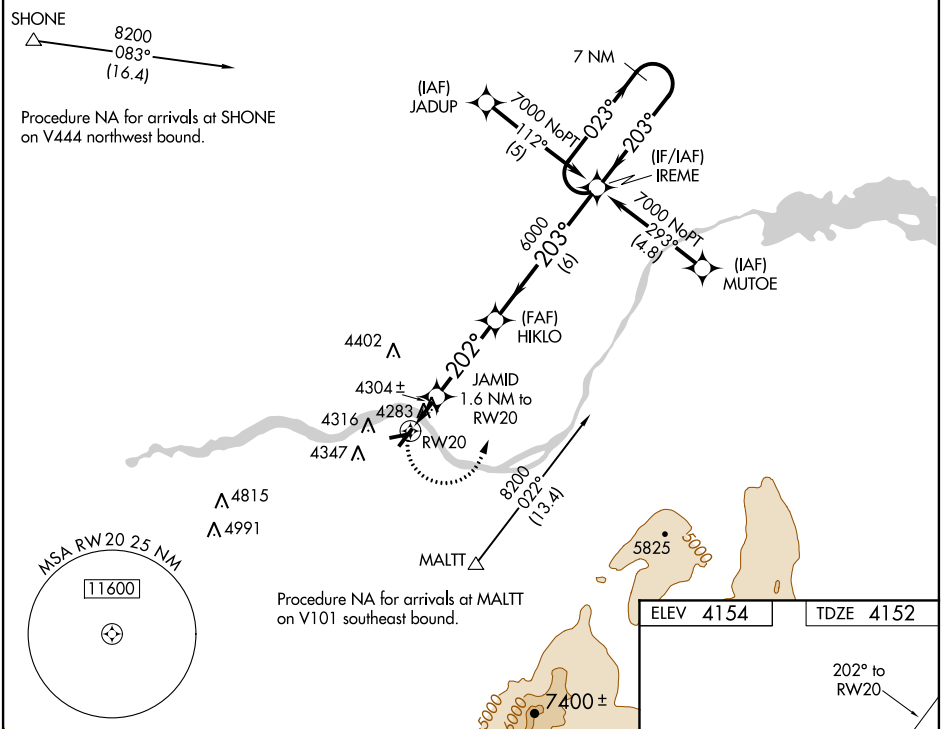 SHONE
8200
083°
(16.4)
Procedure NA for arrivals at SHONE
on V444 northwest bound.
7 NM
(IAF)
JADUP
7000 NoPT
112°
(5)
023°
203°
(IF/IAF)
IREME
7000 NoPT
293°
(4.8)
(IAF)
MUTOE
6000
203°
(6)
(FAF)
HIKLO
202°
4402
4304 ±
JAMID
1.6 NM to
RW20
4316
4283
4347
RW20
4815
4991
8200
022°
(13.4)
MALTT
Procedure NA for arrivals at MALTT
on V101 southeast bound.
MSA RW 20 25 NM
11600
5825
5000
5000
6000
7400 ±
ELEV 4154
TDZE 4152
202° to
RW20